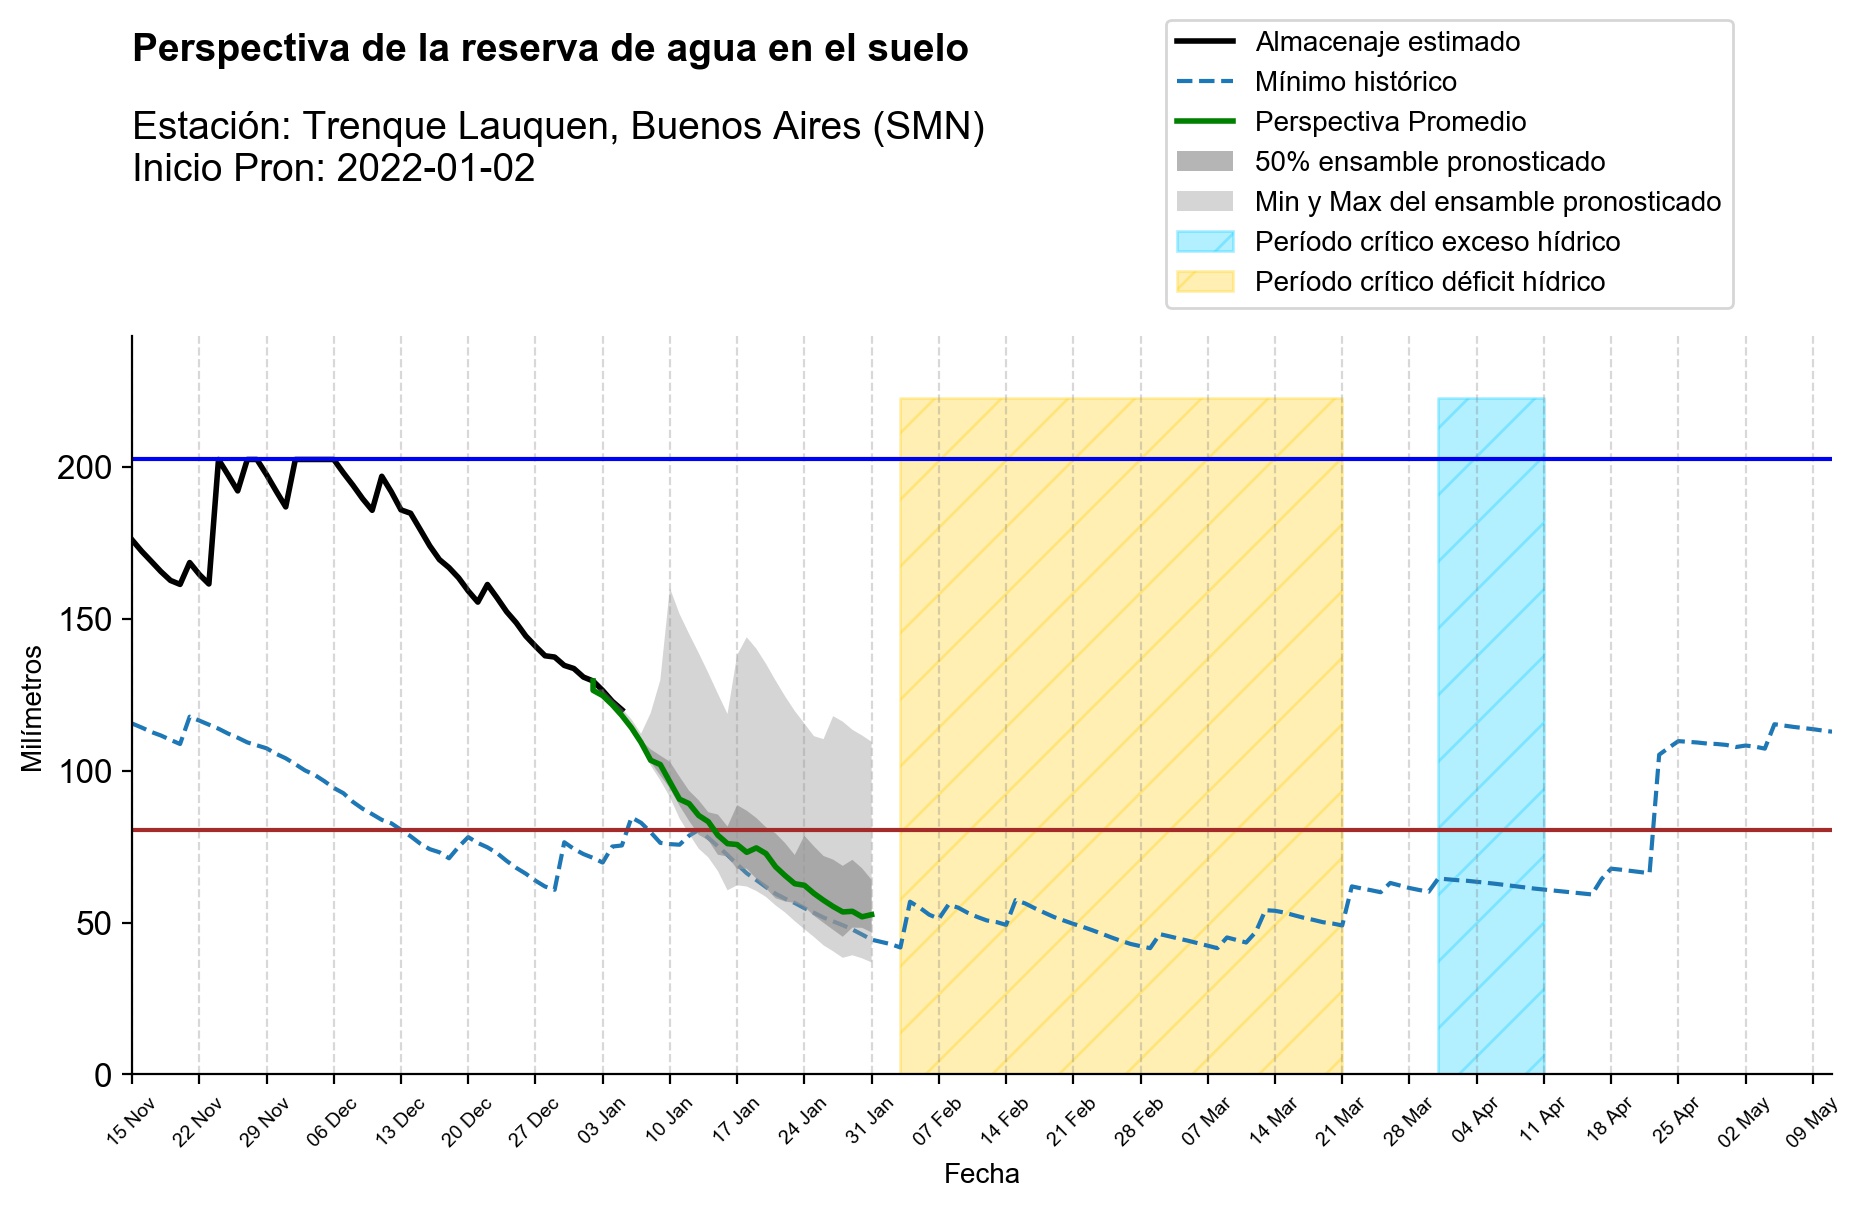 Perspectiva de la reserva de agua en el suelo
Estación: Trenque Lauquen, Buenos Aires (SMN)
Inicio Pron: 2022-01-02
Almacenaje estimado
Mínimo histórico
Perspectiva Promedio
50% ensamble pronosticado
Min y Max del ensamble pronosticado
Período crítico exceso hídrico
Período crítico déficit hídrico
Milímetros
200
150
100
50
0
15 Nov
22 Nov
29 Nov
06 Dec
13 Dec
20 Dec
27 Dec
03 Jan
10 Jan
17 Jan
24 Jan
31 Jan
07 Feb
14 Feb
21 Feb
28 Feb
07 Mar
14 Mar
21 Mar
28 Mar
04 Apr
11 Apr
18 Apr
25 Apr
02 May
09 May
Fecha